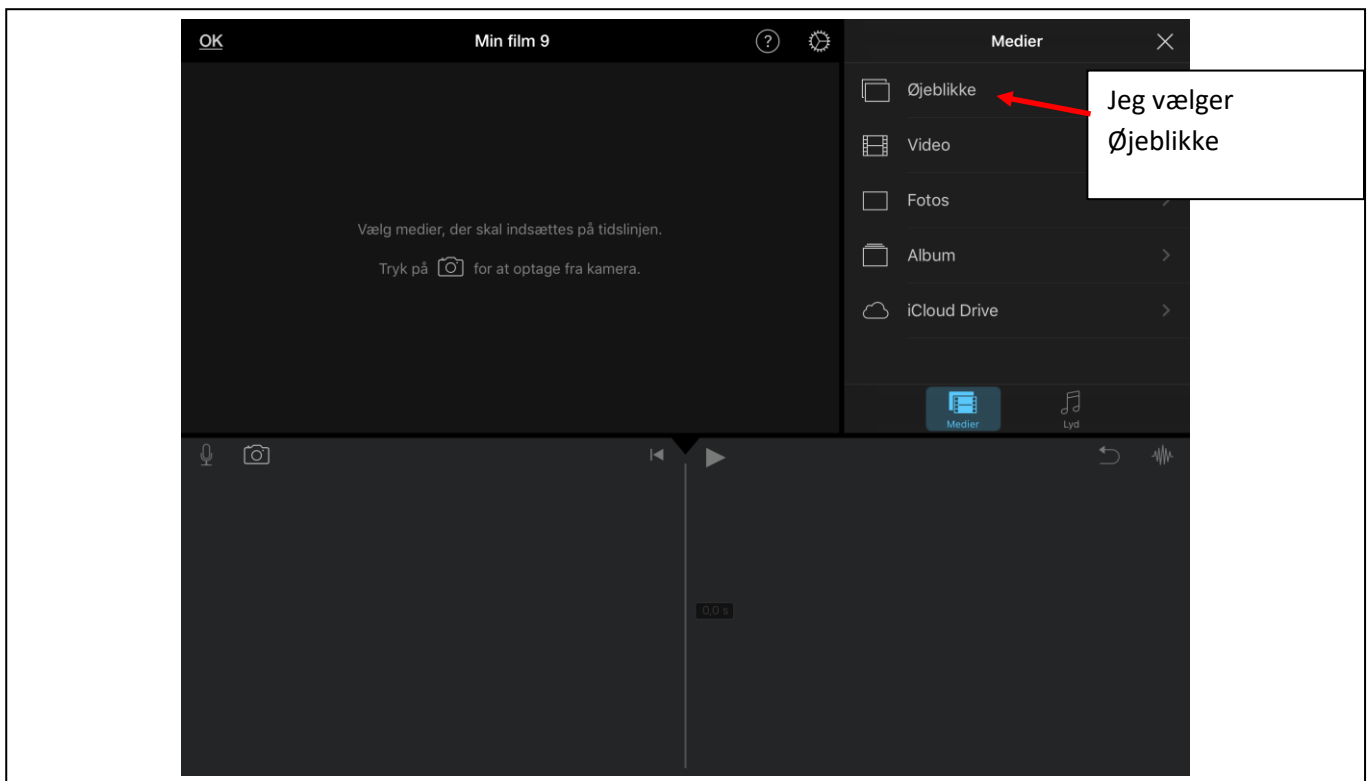 OK
Min film 9
?
Medier
Øjeblikke
Jeg vælger
Øjeblikke
Video
Fotos
Vælg medier, der skal indsættes på tidslinjen.
Tryk på for at optage fra kamera.
Album
iCloud Drive
Medier
Lyd
0,0 s